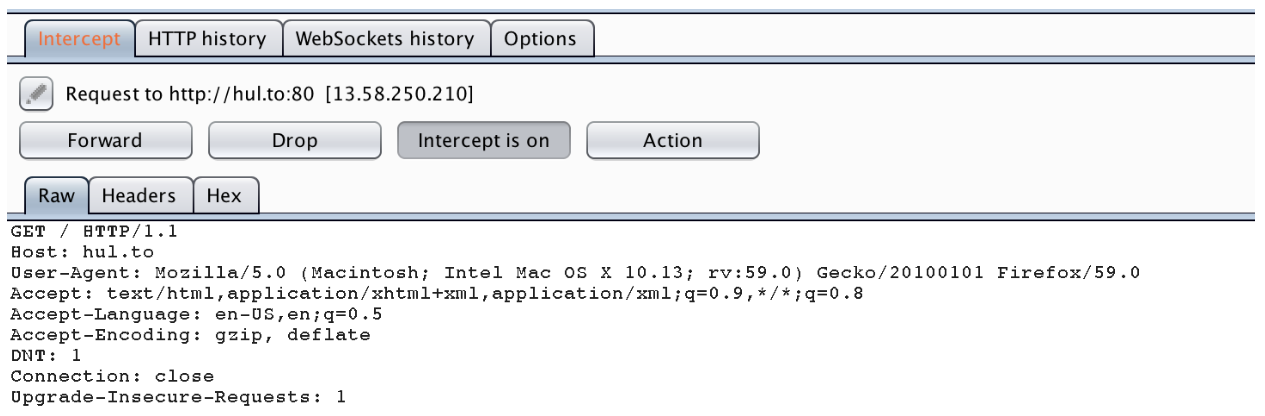 Intercept HTTP history WebSockets history Options
Request to http://hul.to:80 [13.58.250.210]
Forward Drop Intercept is on Action
Raw Headers Hex
GET / HTTP/1.1
Host: hul.to
User-Agent: Mozilla/5.0 (Macintosh; Intel Mac OS X 10.13; rv:59.0) Gecko/20100101 Firefox/59.0
Accept: text/html,application/xhtml+xml,application/xml;q=0.9,*/*;q=0.8
Accept-Language: en-US,en;q=0.5
Accept-Encoding: gzip, deflate
DNT: 1
Connection: close
Upgrade-Insecure-Requests: 1